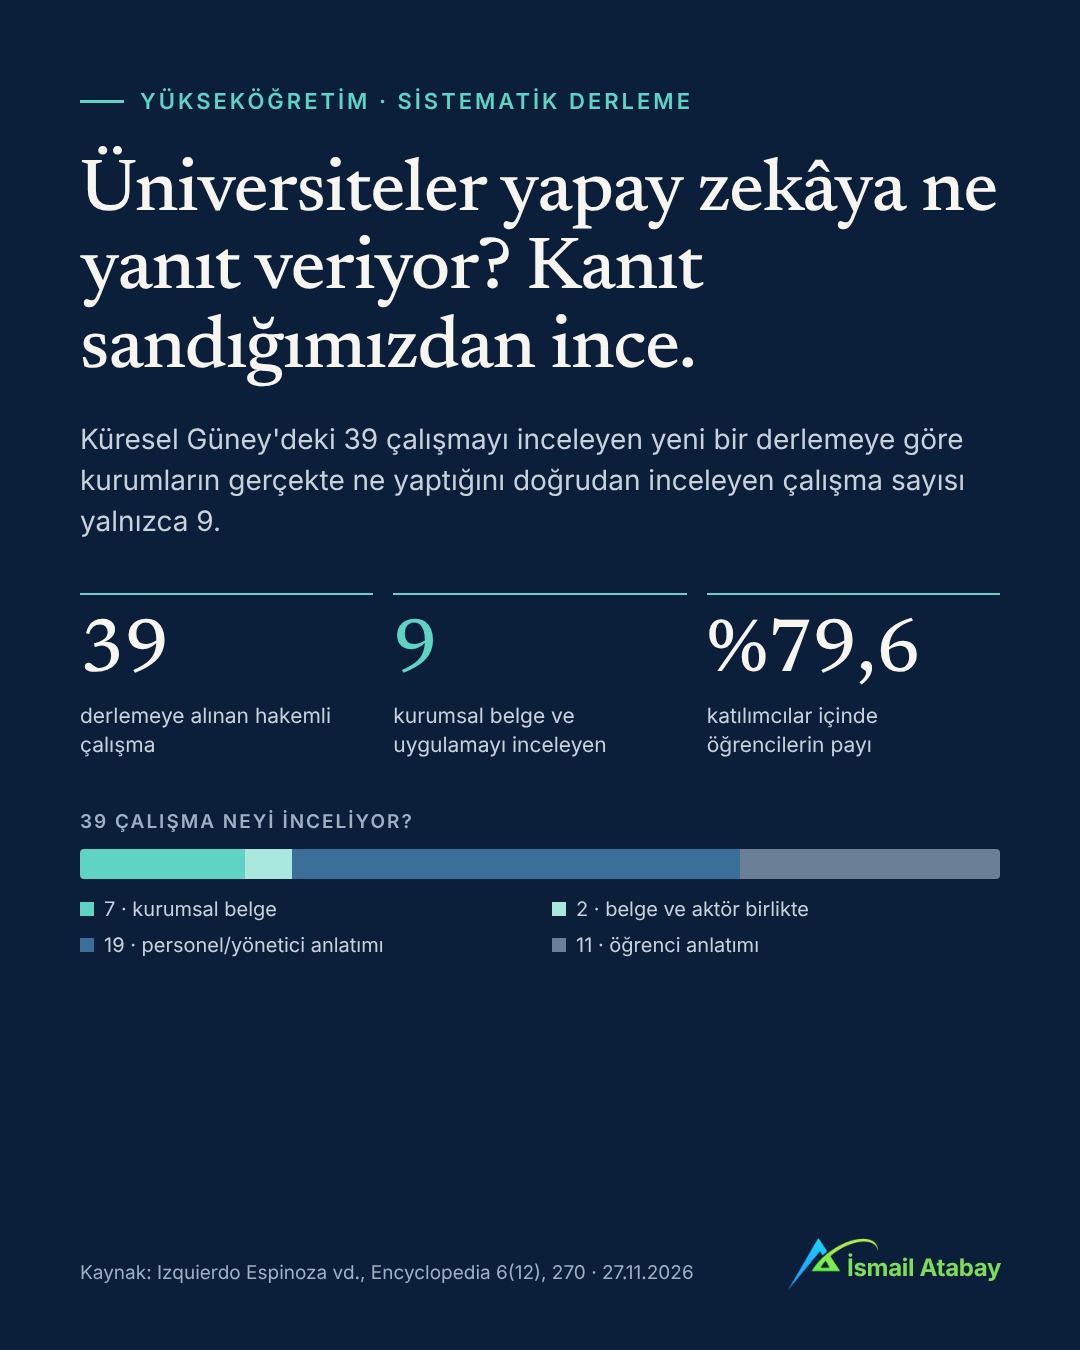 YÜKSEKÖĞRETİM · SİSTEMATİK DERLEME
Üniversiteler yapay zekâya ne
yanıt veriyor? Kanıt
sandığımızdan ince.
Küresel Güney'deki 39 çalışmayı inceleyen yeni bir derlemeye göre
kurumların gerçekte ne yaptığını doğrudan inceleyen çalışma sayısı
yalnızca 9.
39
derlemeye alınan hakemli
çalışma
9
kurumsal belge ve
uygulamayı inceleyen
%79,6
katılımcılar içinde
öğrencilerin payı
39 ÇALIŞMA NEYİ İNCELİYOR?
7 · kurumsal belge
2 · belge ve aktör birlikte
19 · personel/yönetici anlatımı
11 · öğrenci anlatımı
Kaynak: Izquierdo Espinoza vd., Encyclopedia 6(12), 270 · 27.11.2026
İsmail Atabay